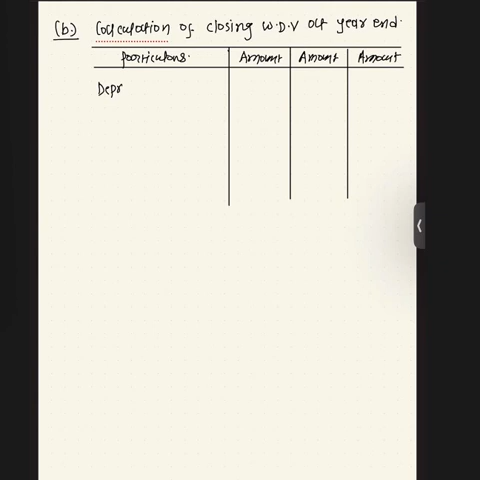 (b.) Calculation of closing W.D.V at year end.
Particulars. Amount Amount Amount
Depr